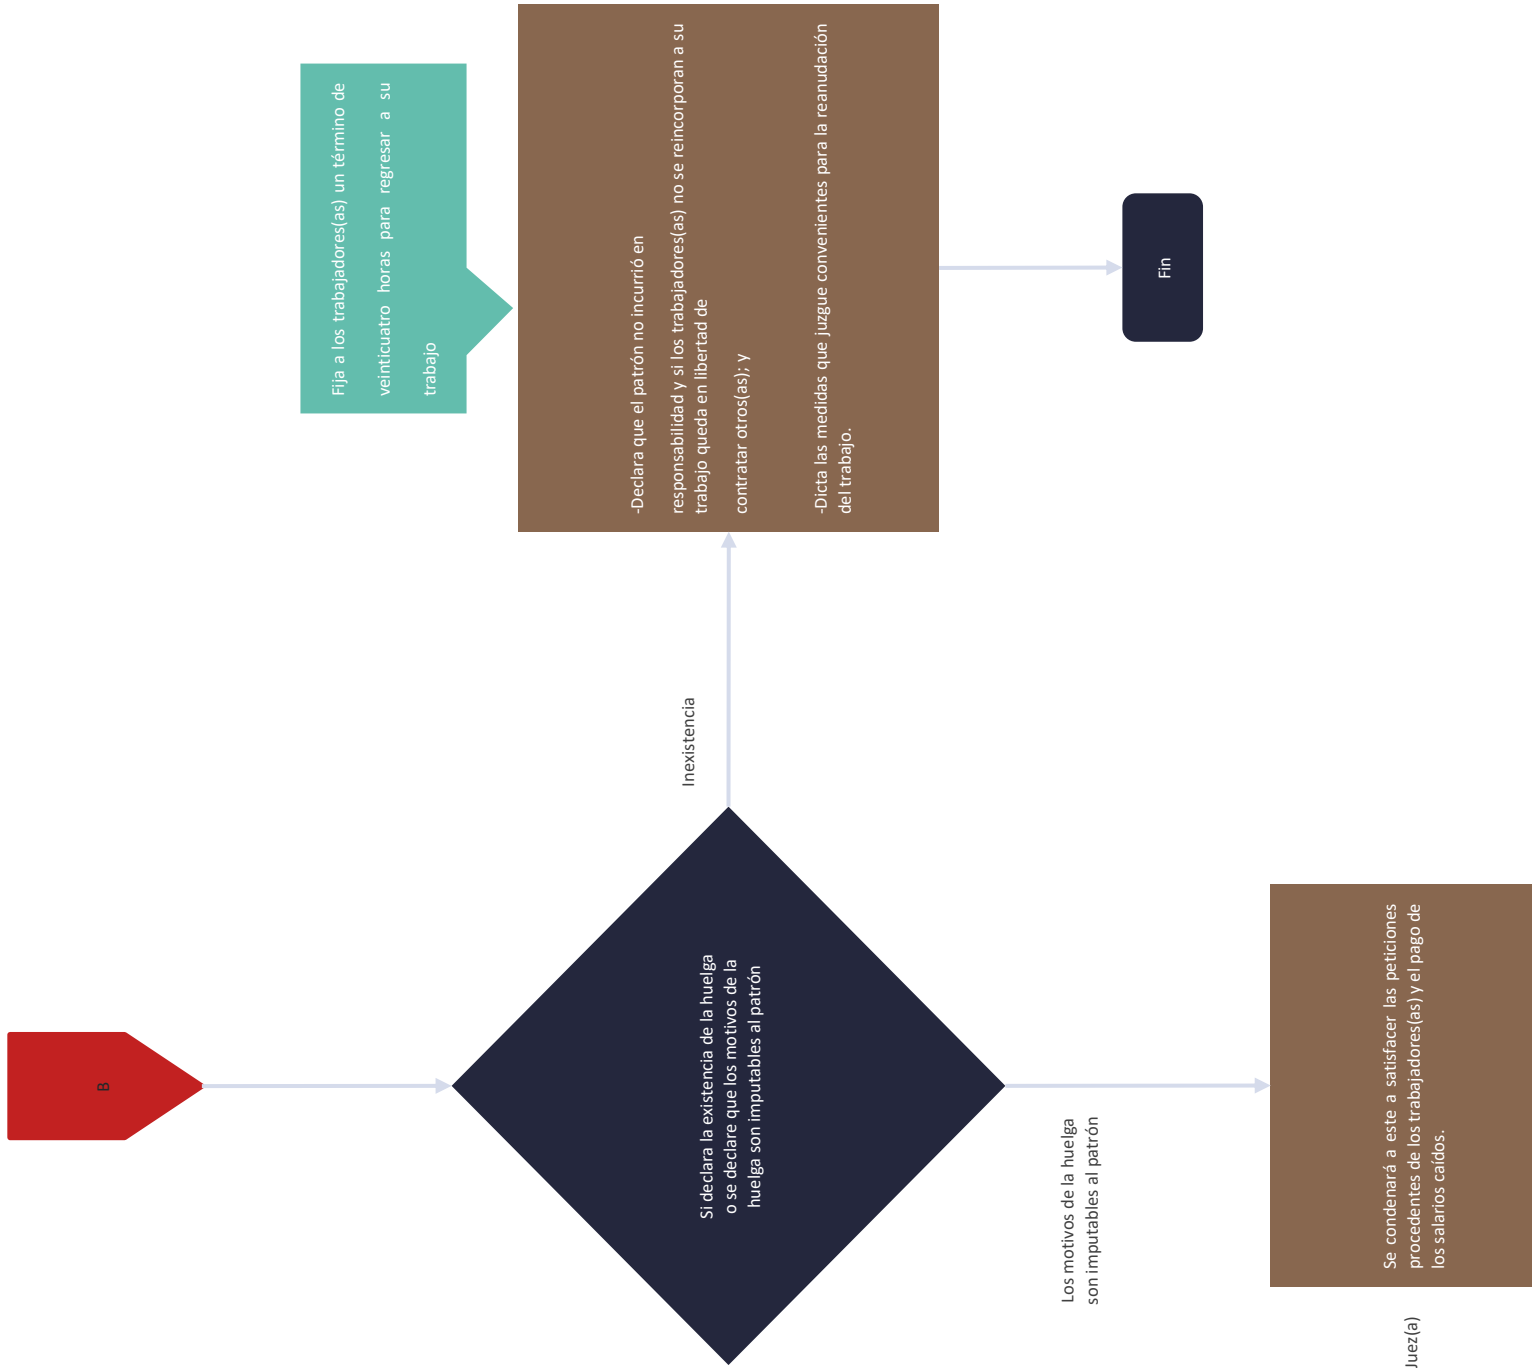 B
Si declara la existencia de la huelga
o se declare que los motivos de la
huelga son imputables al patrón
Inexistencia
Fija a los trabajadores(as) un término de
veinticuatro horas para regresar a su
trabajo
-Declara que el patrón no incurrió en
responsabilidad y si los trabajadores(as) no se reincorporan a su
trabajo queda en libertad de
contratar otros(as); y
-Dicta las medidas que juzgue convenientes para la reanudación
del trabajo.
Fin
Los motivos de la huelga
son imputables al patrón
Juez(a)
Se condenará a este a satisfacer las peticiones
procedentes de los trabajadores(as) y el pago de
los salarios caídos.